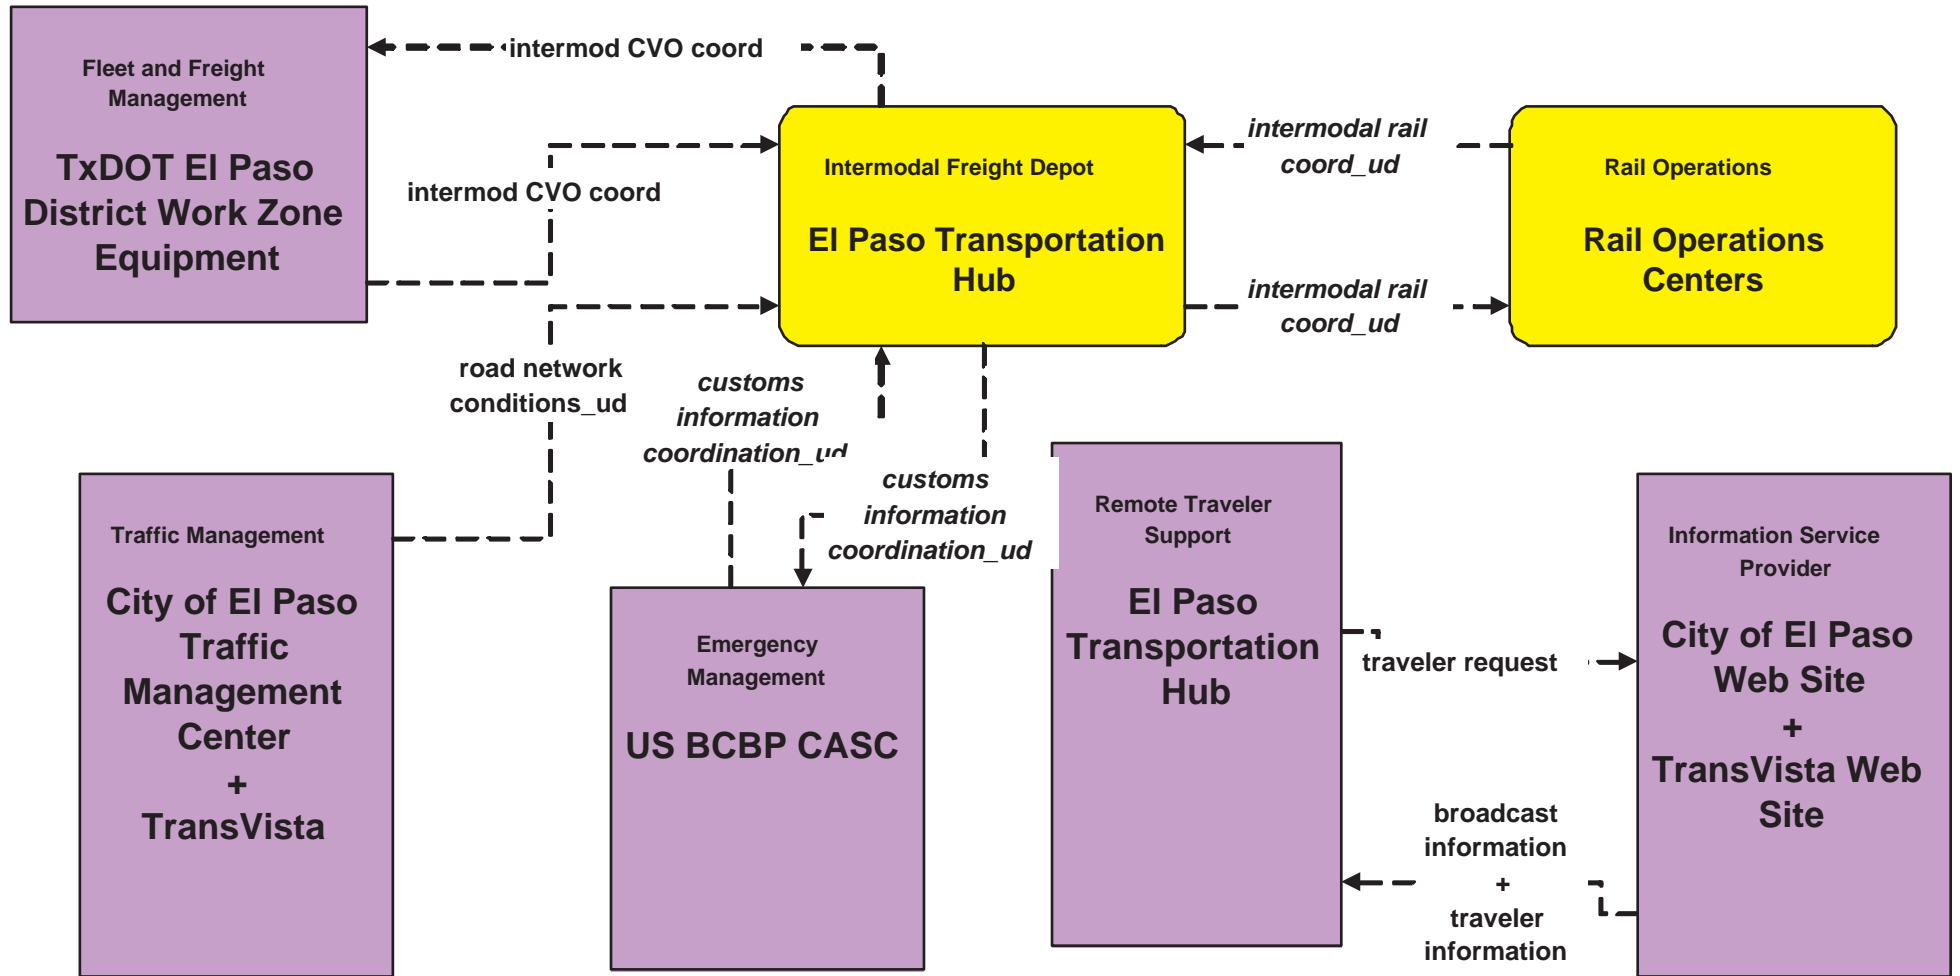 Fleet and Freight
Management
TxDOT El Paso
District Work Zone
Equipment
intermod CVO coord
intermod CVO coord
Intermodal Freight Depot
El Paso Transportation
Hub
intermodal rail
coord_ud
intermodal rail
coord_ud
Rail Operations
Rail Operations
Centers
road network
conditions_ud
customs
information
coordination_ud
customs
information
coordination_ud
Traffic Management
City of El Paso
Traffic
Management
Center
+
TransVista
Emergency
Management
US BCBP CASC
Remote Traveler
Support
El Paso
Transportation
Hub
traveler request
broadcast
information
+
traveler
information
Information Service
Provider
City of El Paso
Web Site
+
TransVista Web
Site